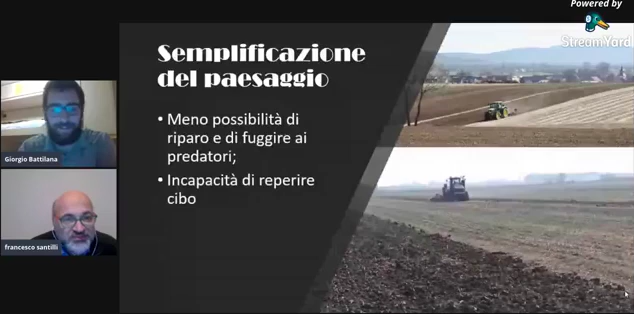 Powered by
StreamYard
Semplificazione
del paesaggio
• Meno possibilità di
riparo e di fuggire ai
predatori;
• Incapacità di reperire
cibo
Giorgio Battilana
francesco santilli